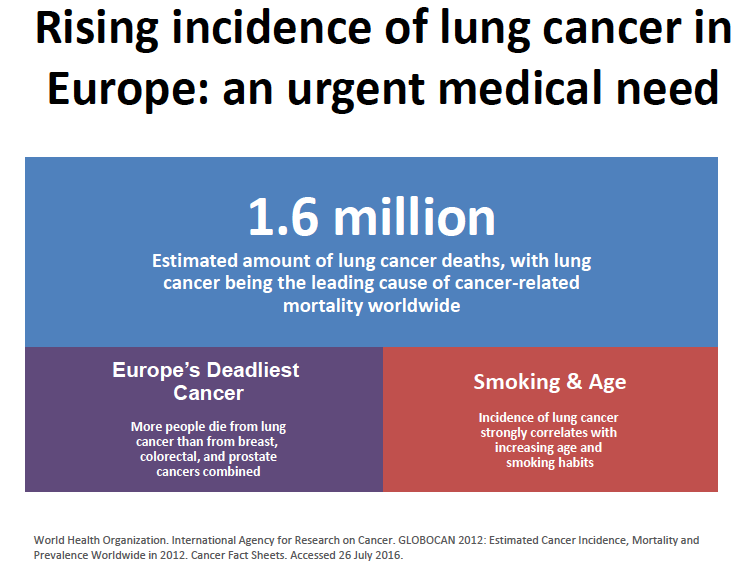 Rising incidence of lung cancer in
Europe: an urgent medical need
1.6 million
Estimated amount of lung cancer deaths, with lung
cancer being the leading cause of cancer-related
mortality worldwide
Europe's Deadliest
Cancer
More people die from lung
cancer than from breast,
colorectal, and prostate
cancers combined
Smoking & Age
Incidence of lung cancer
strongly correlates with
increasing age and
smoking habits
World Health Organization. International Agency for Research on Cancer. GLOBOCAN 2012: Estimated Cancer Incidence, Mortality and
Prevalence Worldwide in 2012. Cancer Fact Sheets. Accessed 26 July 2016.